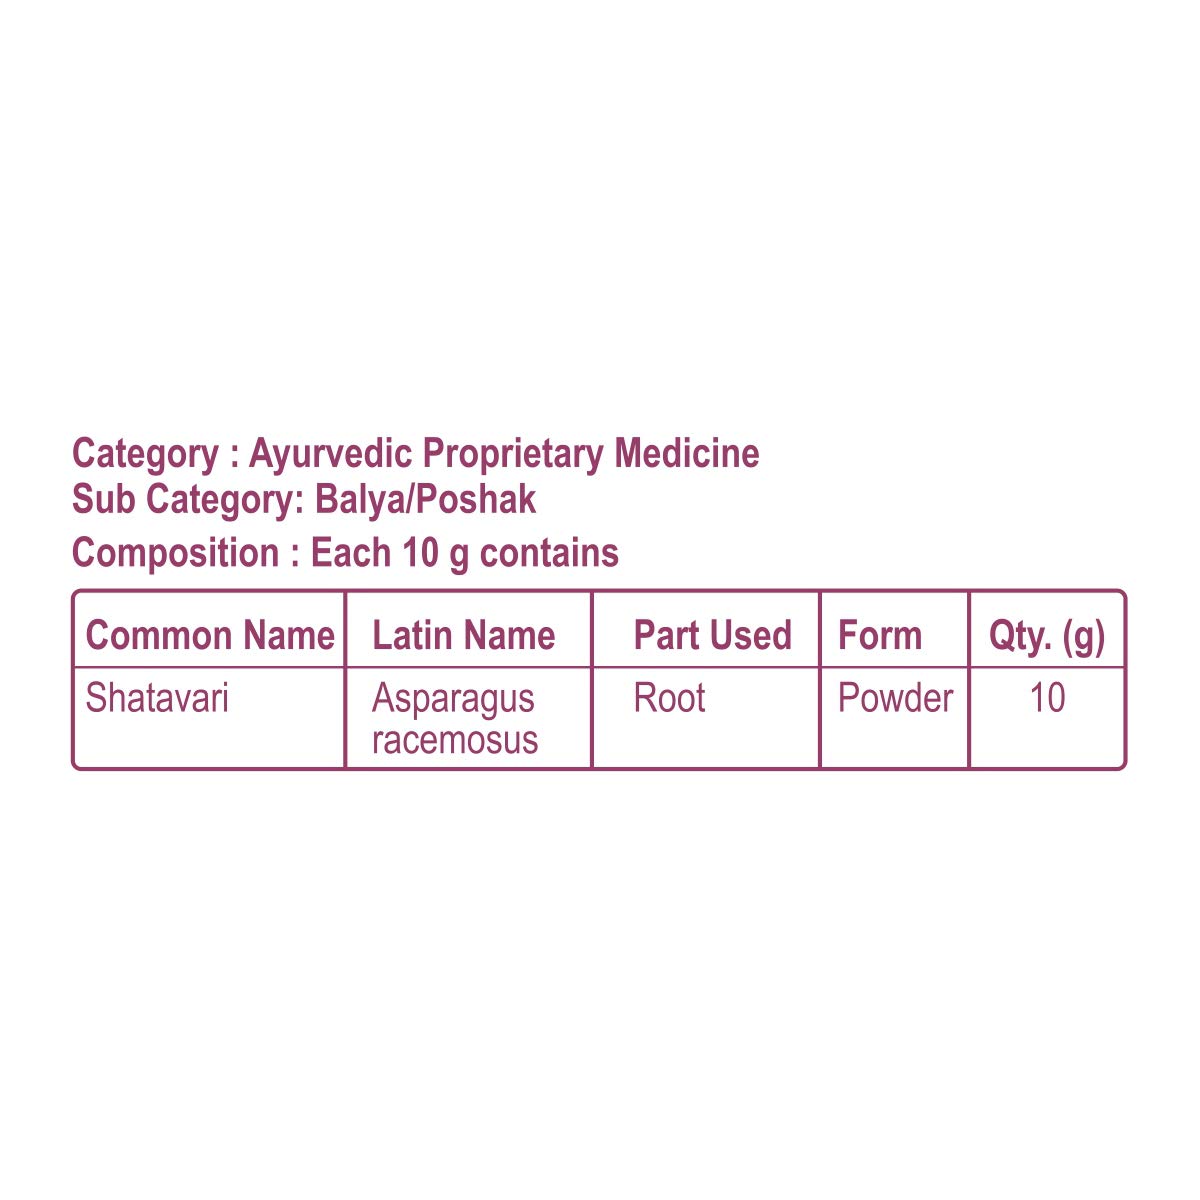 Category : Ayurvedic Proprietary Medicine
Sub Category: Balya/Poshak
Composition : Each 10 g contains
Common Name Latin Name Part Used Form Qty. (g)
Shatavari Asparagus Root Powder 10
racemosus